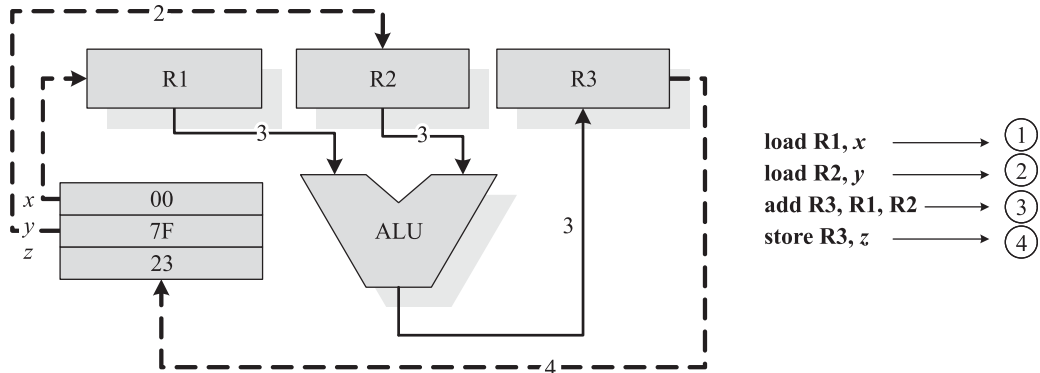 2
R1
R2
R3
3
3
load R1, x
1
load R2, y
2
add R3, R1, R2
3
store R3, z
4
x
00
y
7F
z
23
ALU
3
4